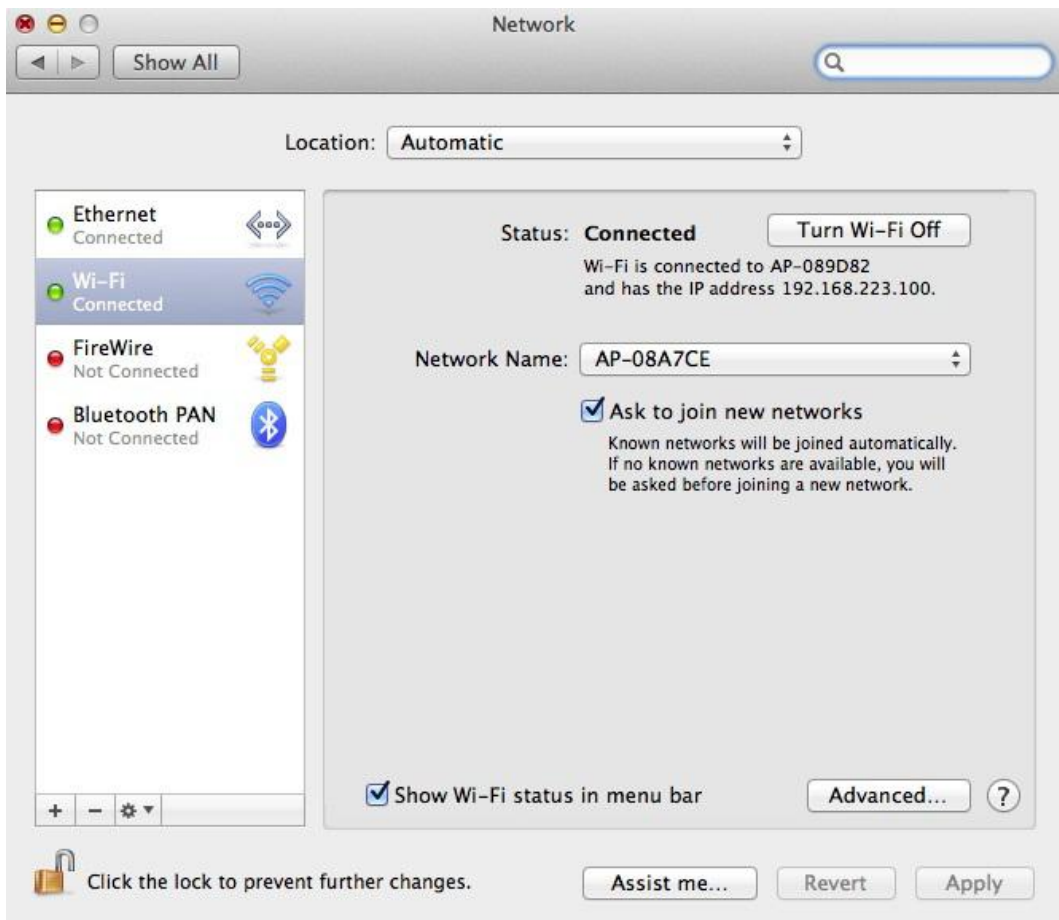 Network
Show All
Location: Automatic
Ethernet
Connected
Wi-Fi
Connected
FireWire
Not Connected
Bluetooth PAN
Not Connected
Status: Connected Turn Wi-Fi Off
Wi-Fi is connected to AP-089D82
and has the IP address 192.168.223.100.
Network Name: AP-08A7CE
Ask to join new networks
Known networks will be joined automatically.
If no known networks are available, you will
be asked before joining a new network.
Show Wi-Fi status in menu bar Advanced... ?
Click the lock to prevent further changes. Assist me... Revert Apply